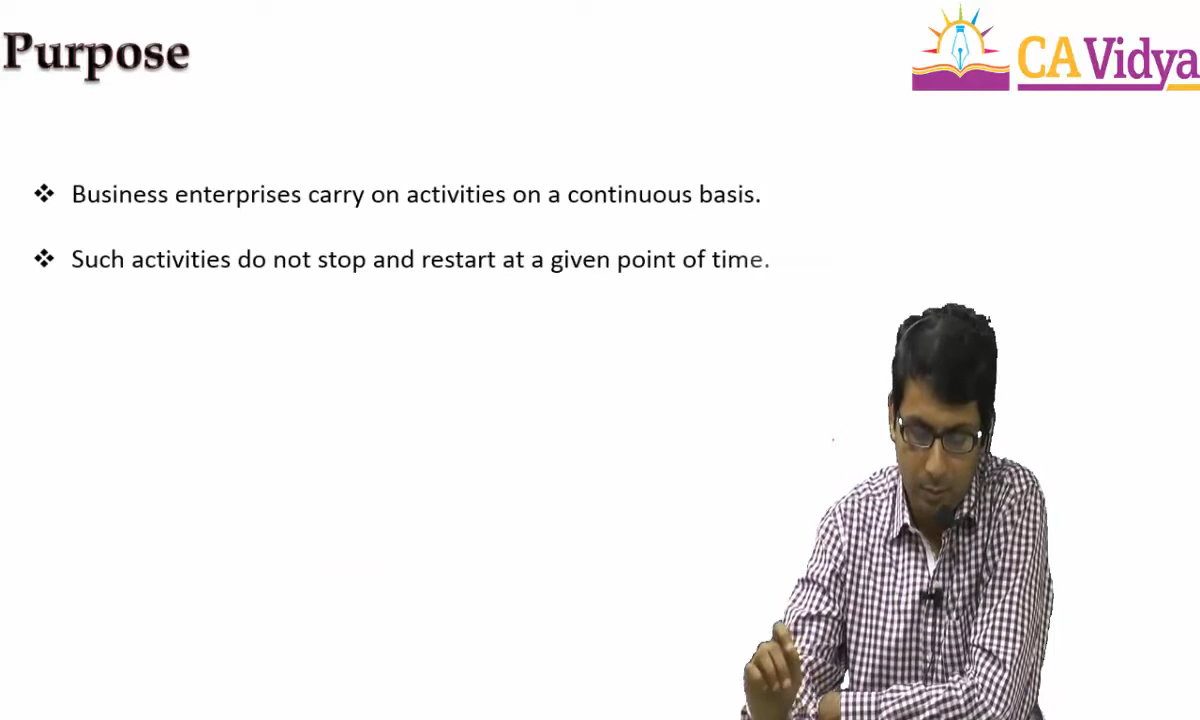 Purpose
CA Vidya
❖ Business enterprises carry on activities on a continuous basis.
❖ Such activities do not stop and restart at a given point of time.